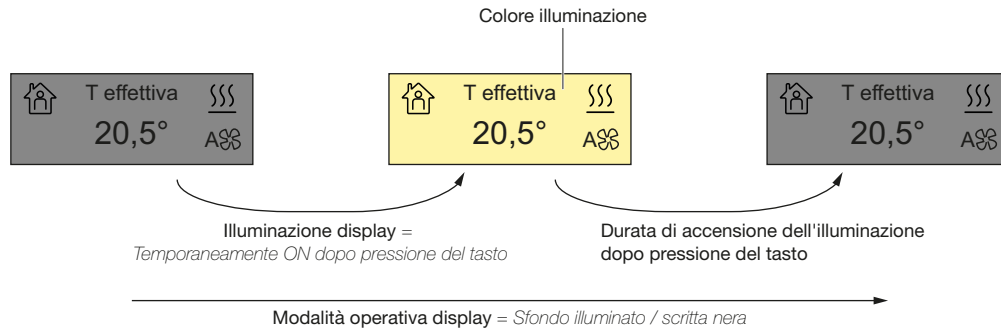 Colore illuminazione
T effettiva
20,5°
A
T effettiva
20,5°
A
T effettiva
20,5°
A
Illuminazione display =
Temporaneamente ON dopo pressione del tasto
Durata di accensione dell'illuminazione
dopo pressione del tasto
Modalità operativa display = Sfondo illuminato / scritta nera